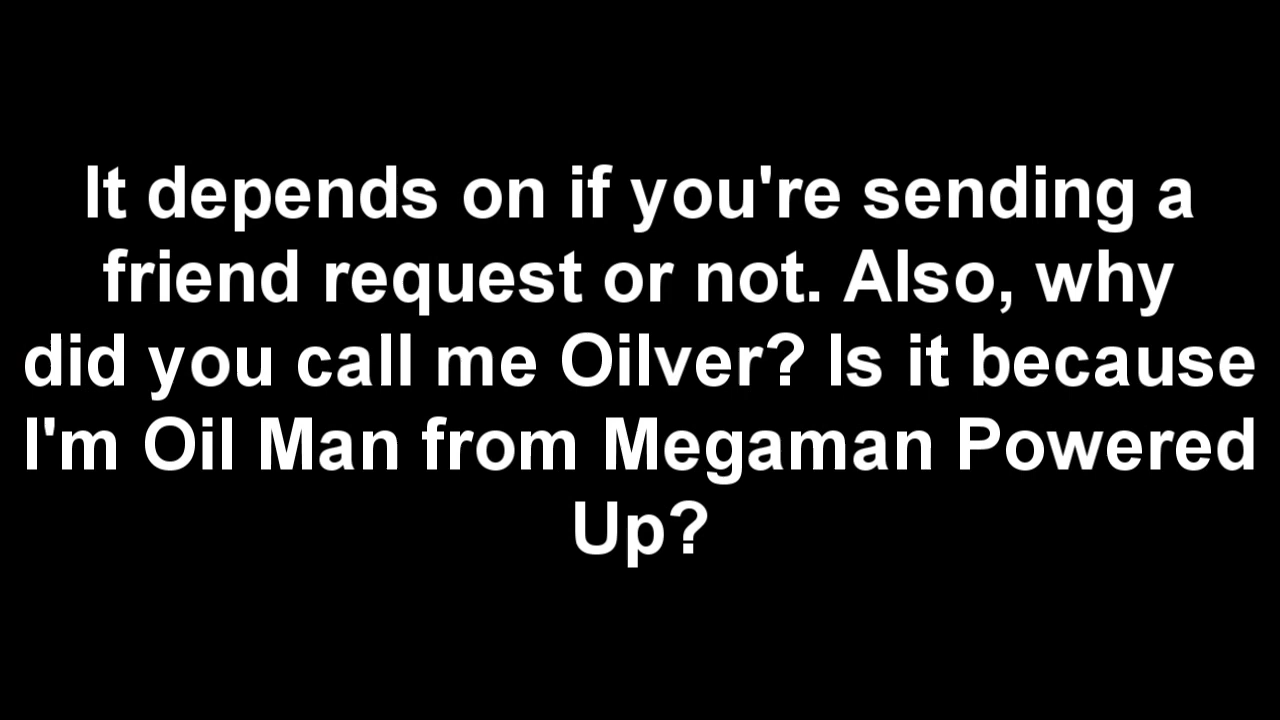 It depends on if you're sending a
friend request or not. Also, why
did you call me Oilver? Is it because
I'm Oil Man from Megaman Powered
Up?